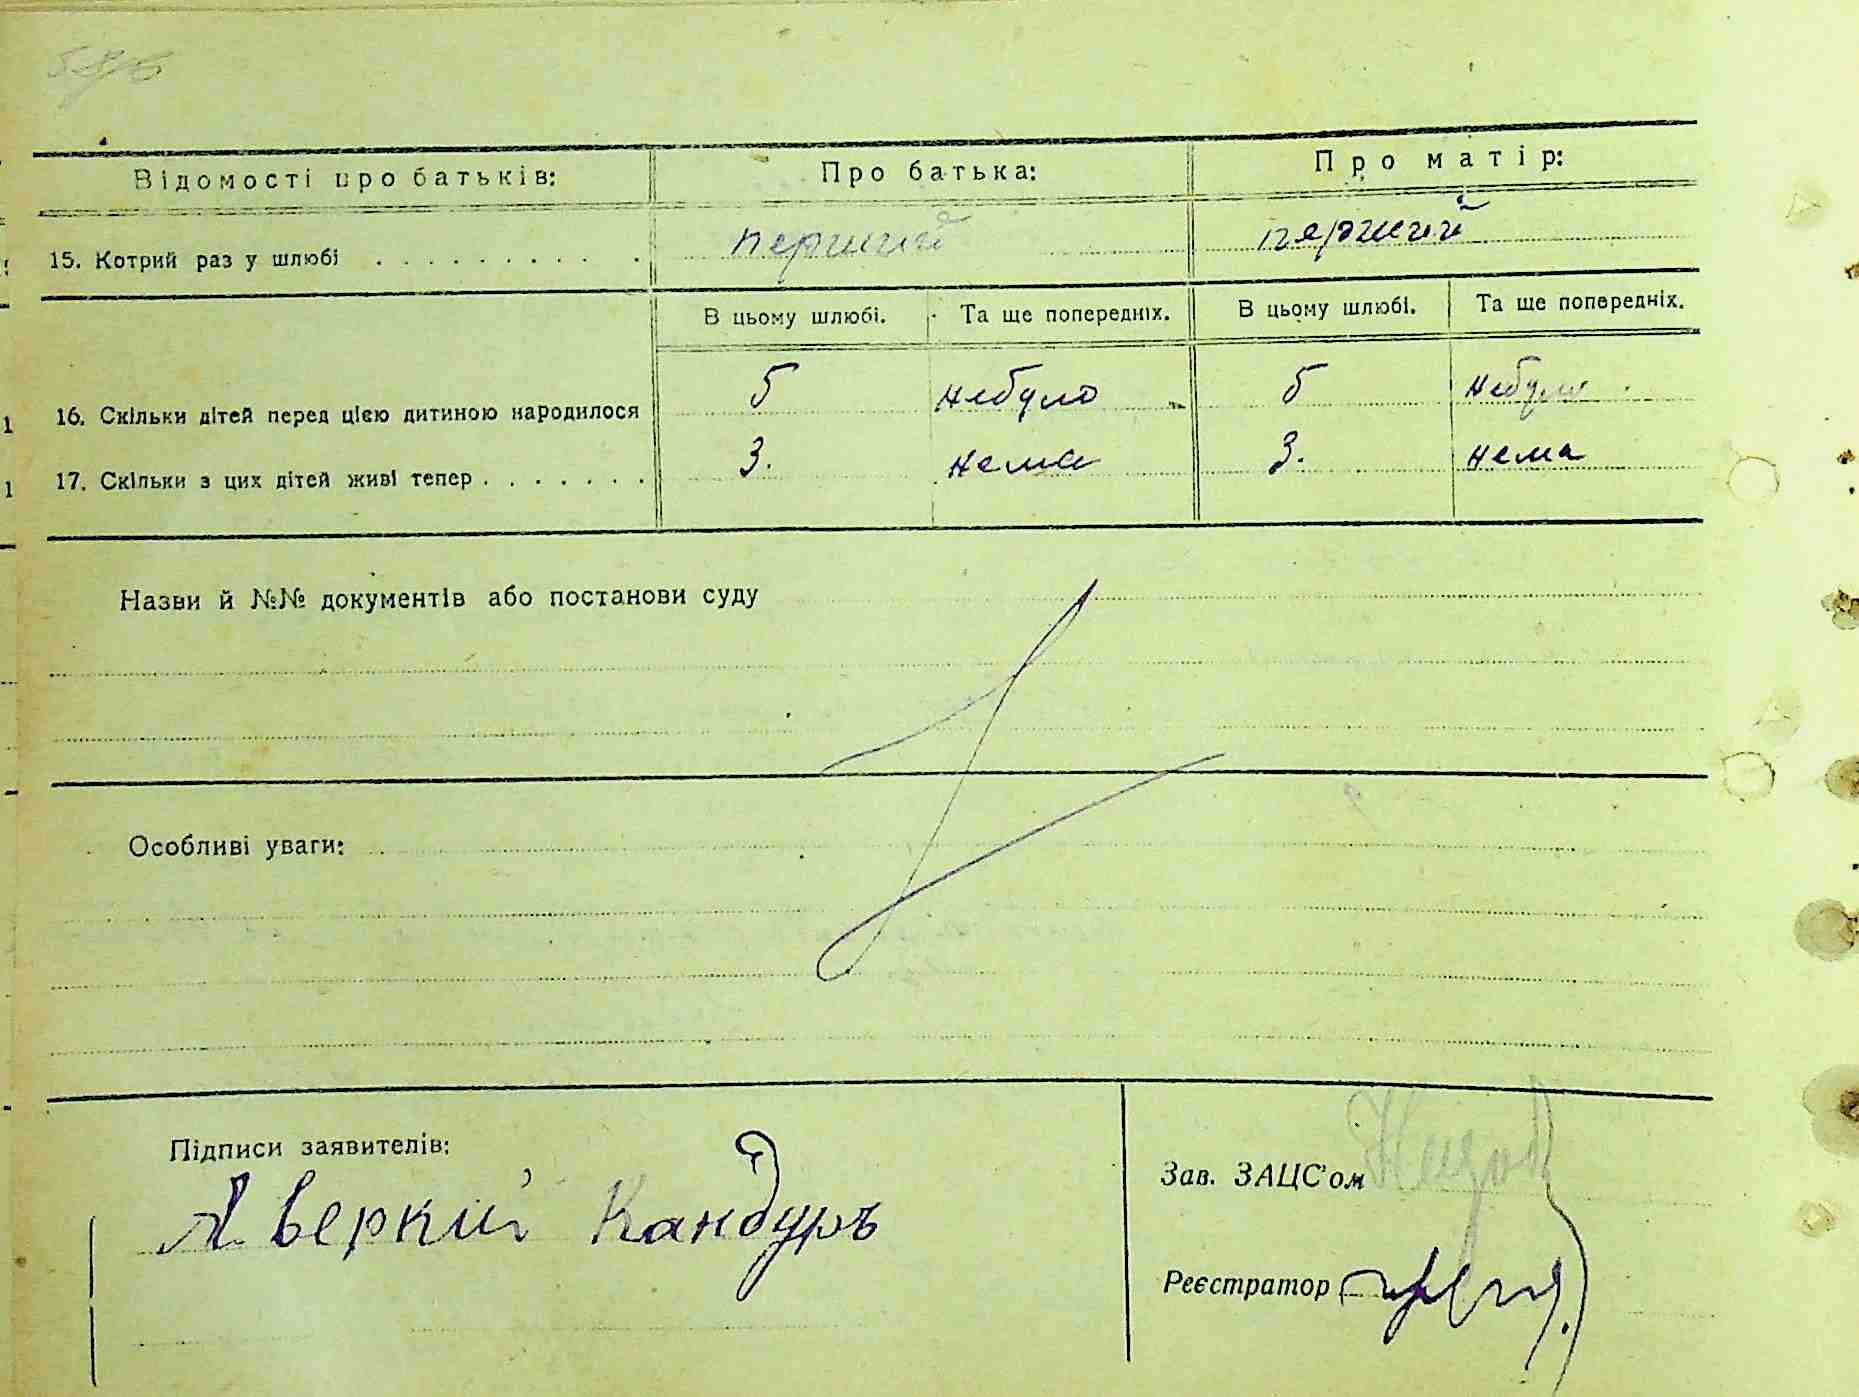 Відомості про батьків: Про батька: Про матір:
15. Котрий раз у шлюбі . . . . . . . . . . перший перший
В цьому шлюбі. Та ще попередніх. В цьому шлюбі. Та ще попередніх.
16. Скільки дітей перед цією дитиною народилося 5 небуло 5 небуло
17. Скільки з цих дітей живі тепер . . . . . . . 3. нема 3. нема
Назви й №№ документів або постанови суду
Особливі уваги:
Підписи заявителів:
Аверкий Кандуръ
Зав. ЗАЦС'ом
Реєстратор